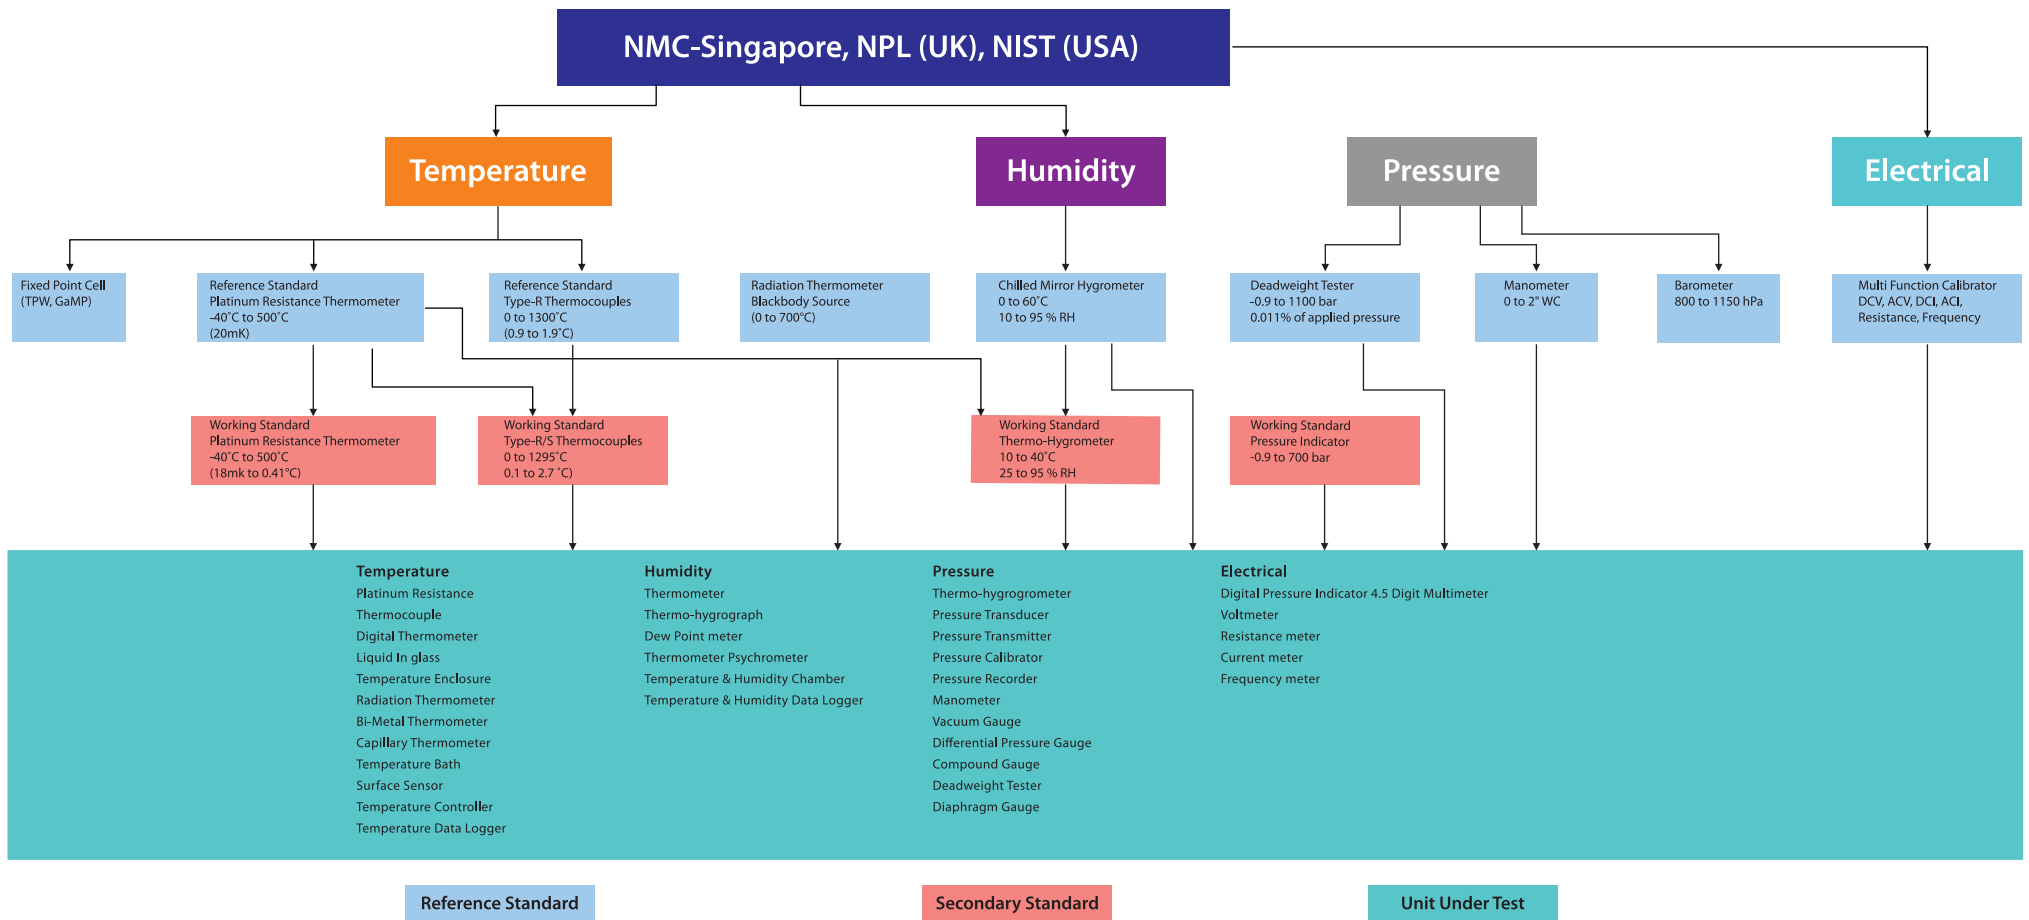 NMC-Singapore, NPL (UK), NIST (USA)
Temperature
Humidity
Pressure
Electrical
Fixed Point Cell
(TPW, GaMP)
Reference Standard
Platinum Resistance Thermometer
-40˚C to 500˚C
(20mK)
Reference Standard
Type-R Thermocouples
0 to 1300˚C
(0.9 to 1.9˚C)
Radiation Thermometer
Blackbody Source
(0 to 700°C)
Chilled Mirror Hygrometer
0 to 60˚C
10 to 95 % RH
Deadweight Tester
-0.9 to 1100 bar
0.011% of applied pressure
Manometer
0 to 2" WC
Barometer
800 to 1150 hPa
Multi Function Calibrator
DCV, ACV, DCI, ACI,
Resistance, Frequency
Working Standard
Platinum Resistance Thermometer
-40˚C to 500˚C
(18mk to 0.41°C)
Working Standard
Type-R/S Thermocouples
0 to 1295˚C
0.1 to 2.7 ˚C)
Working Standard
Thermo-Hygrometer
10 to 40˚C
25 to 95 % RH
Working Standard
Pressure Indicator
-0.9 to 700 bar
Temperature
Platinum Resistance
Thermocouple
Digital Thermometer
Liquid In glass
Temperature Enclosure
Radiation Thermometer
Bi-Metal Thermometer
Capillary Thermometer
Temperature Bath
Surface Sensor
Temperature Controller
Temperature Data Logger
Humidity
Thermometer
Thermo-hygrograph
Dew Point meter
Thermometer Psychrometer
Temperature & Humidity Chamber
Temperature & Humidity Data Logger
Pressure
Thermo-hygrogrometer
Pressure Transducer
Pressure Transmitter
Pressure Calibrator
Pressure Recorder
Manometer
Vacuum Gauge
Differential Pressure Gauge
Compound Gauge
Deadweight Tester
Diaphragm Gauge
Electrical
Digital Pressure Indicator 4.5 Digit Multimeter
Voltmeter
Resistance meter
Current meter
Frequency meter
Reference Standard
Secondary Standard
Unit Under Test